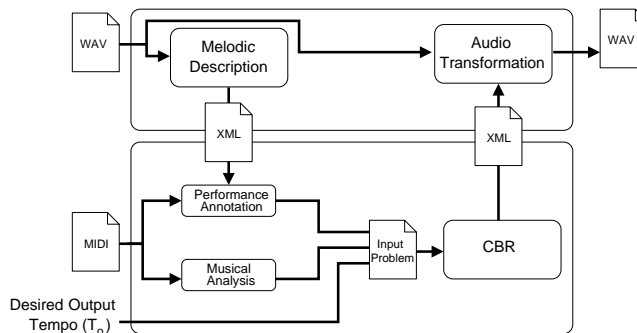 WAV
Melodic
Description
Audio
Transformation
WAV
XML
XML
Performance
Annotation
MIDI
Musical
Analysis
Input
Problem
CBR
Desired Output
Tempo (T₀)